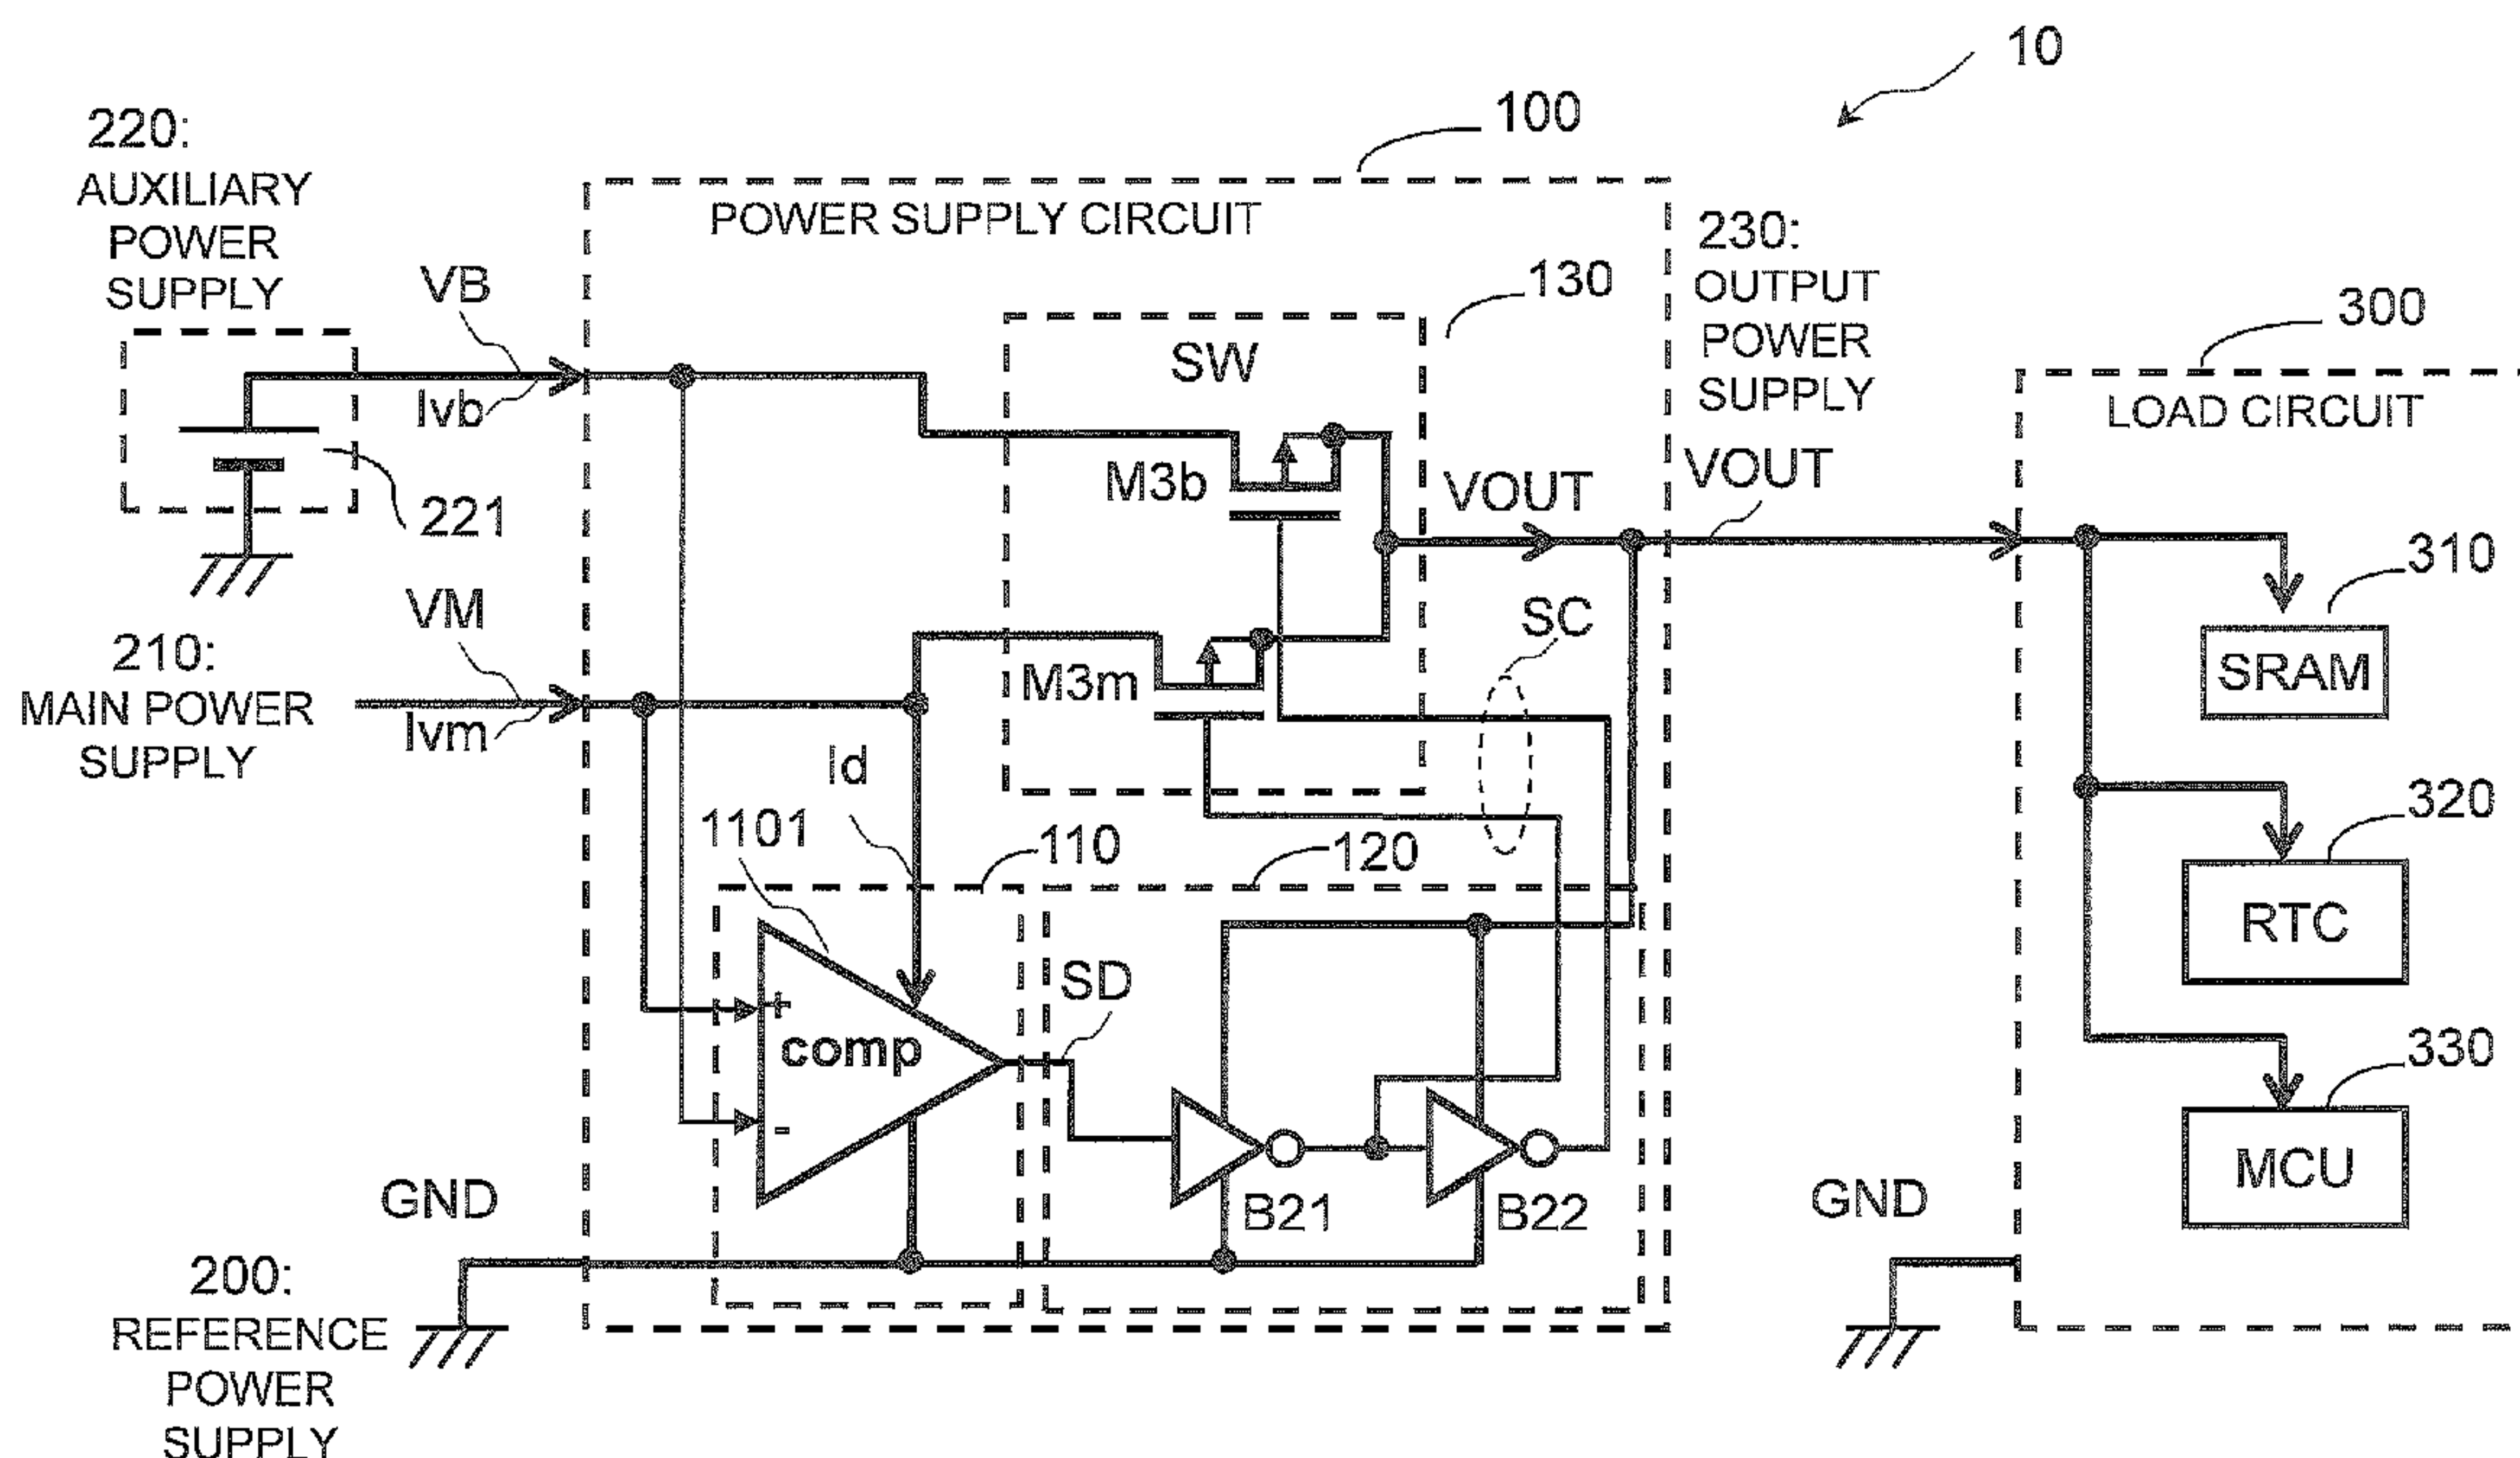 10
100
220:
AUXILIARY
POWER
SUPPLY
POWER SUPPLY CIRCUIT
230:
OUTPUT
POWER
SUPPLY
130
300
VB
Ivb
SW
LOAD CIRCUIT
M3b
VOUT
VOUT
221
310
SRAM
VM
210:
MAIN POWER
SUPPLY
Ivm
M3m
SC
Id
320
RTC
1101
110
120
SD
+
comp
-
330
MCU
GND
B21
B22
GND
200:
REFERENCE
POWER
SUPPLY